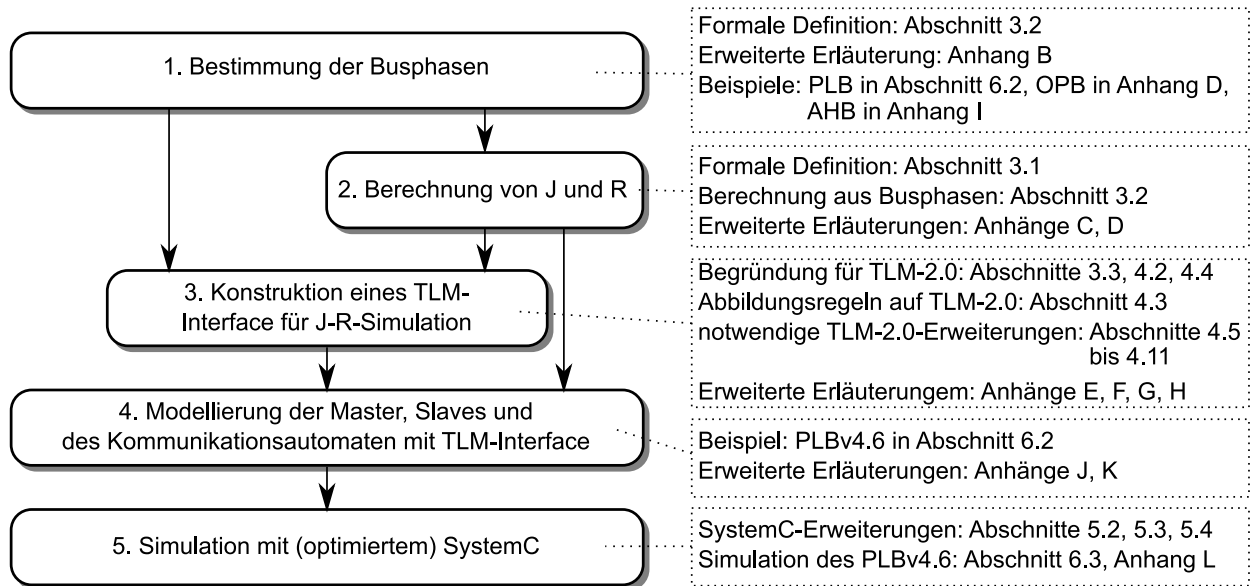 1. Bestimmung der Busphasen
Formale Definition: Abschnitt 3.2
Erweiterte Erläuterung: Anhang B
Beispiele: PLB in Abschnitt 6.2, OPB in Anhang D,
AHB in Anhang I
2. Berechnung von J und R
Formale Definition: Abschnitt 3.1
Berechnung aus Busphasen: Abschnitt 3.2
Erweiterte Erläuterungen: Anhänge C, D
3. Konstruktion eines TLM-
Interface für J-R-Simulation
Begründung für TLM-2.0: Abschnitte 3.3, 4.2, 4.4
Abbildungsregeln auf TLM-2.0: Abschnitt 4.3
notwendige TLM-2.0-Erweiterungen: Abschnitte 4.5
bis 4.11
Erweiterte Erläuterungem: Anhänge E, F, G, H
4. Modellierung der Master, Slaves und
des Kommunikationsautomaten mit TLM-Interface
Beispiel: PLBv4.6 in Abschnitt 6.2
Erweiterte Erläuterungen: Anhänge J, K
5. Simulation mit (optimiertem) SystemC
SystemC-Erweiterungen: Abschnitte 5.2, 5.3, 5.4
Simulation des PLBv4.6: Abschnitt 6.3, Anhang L